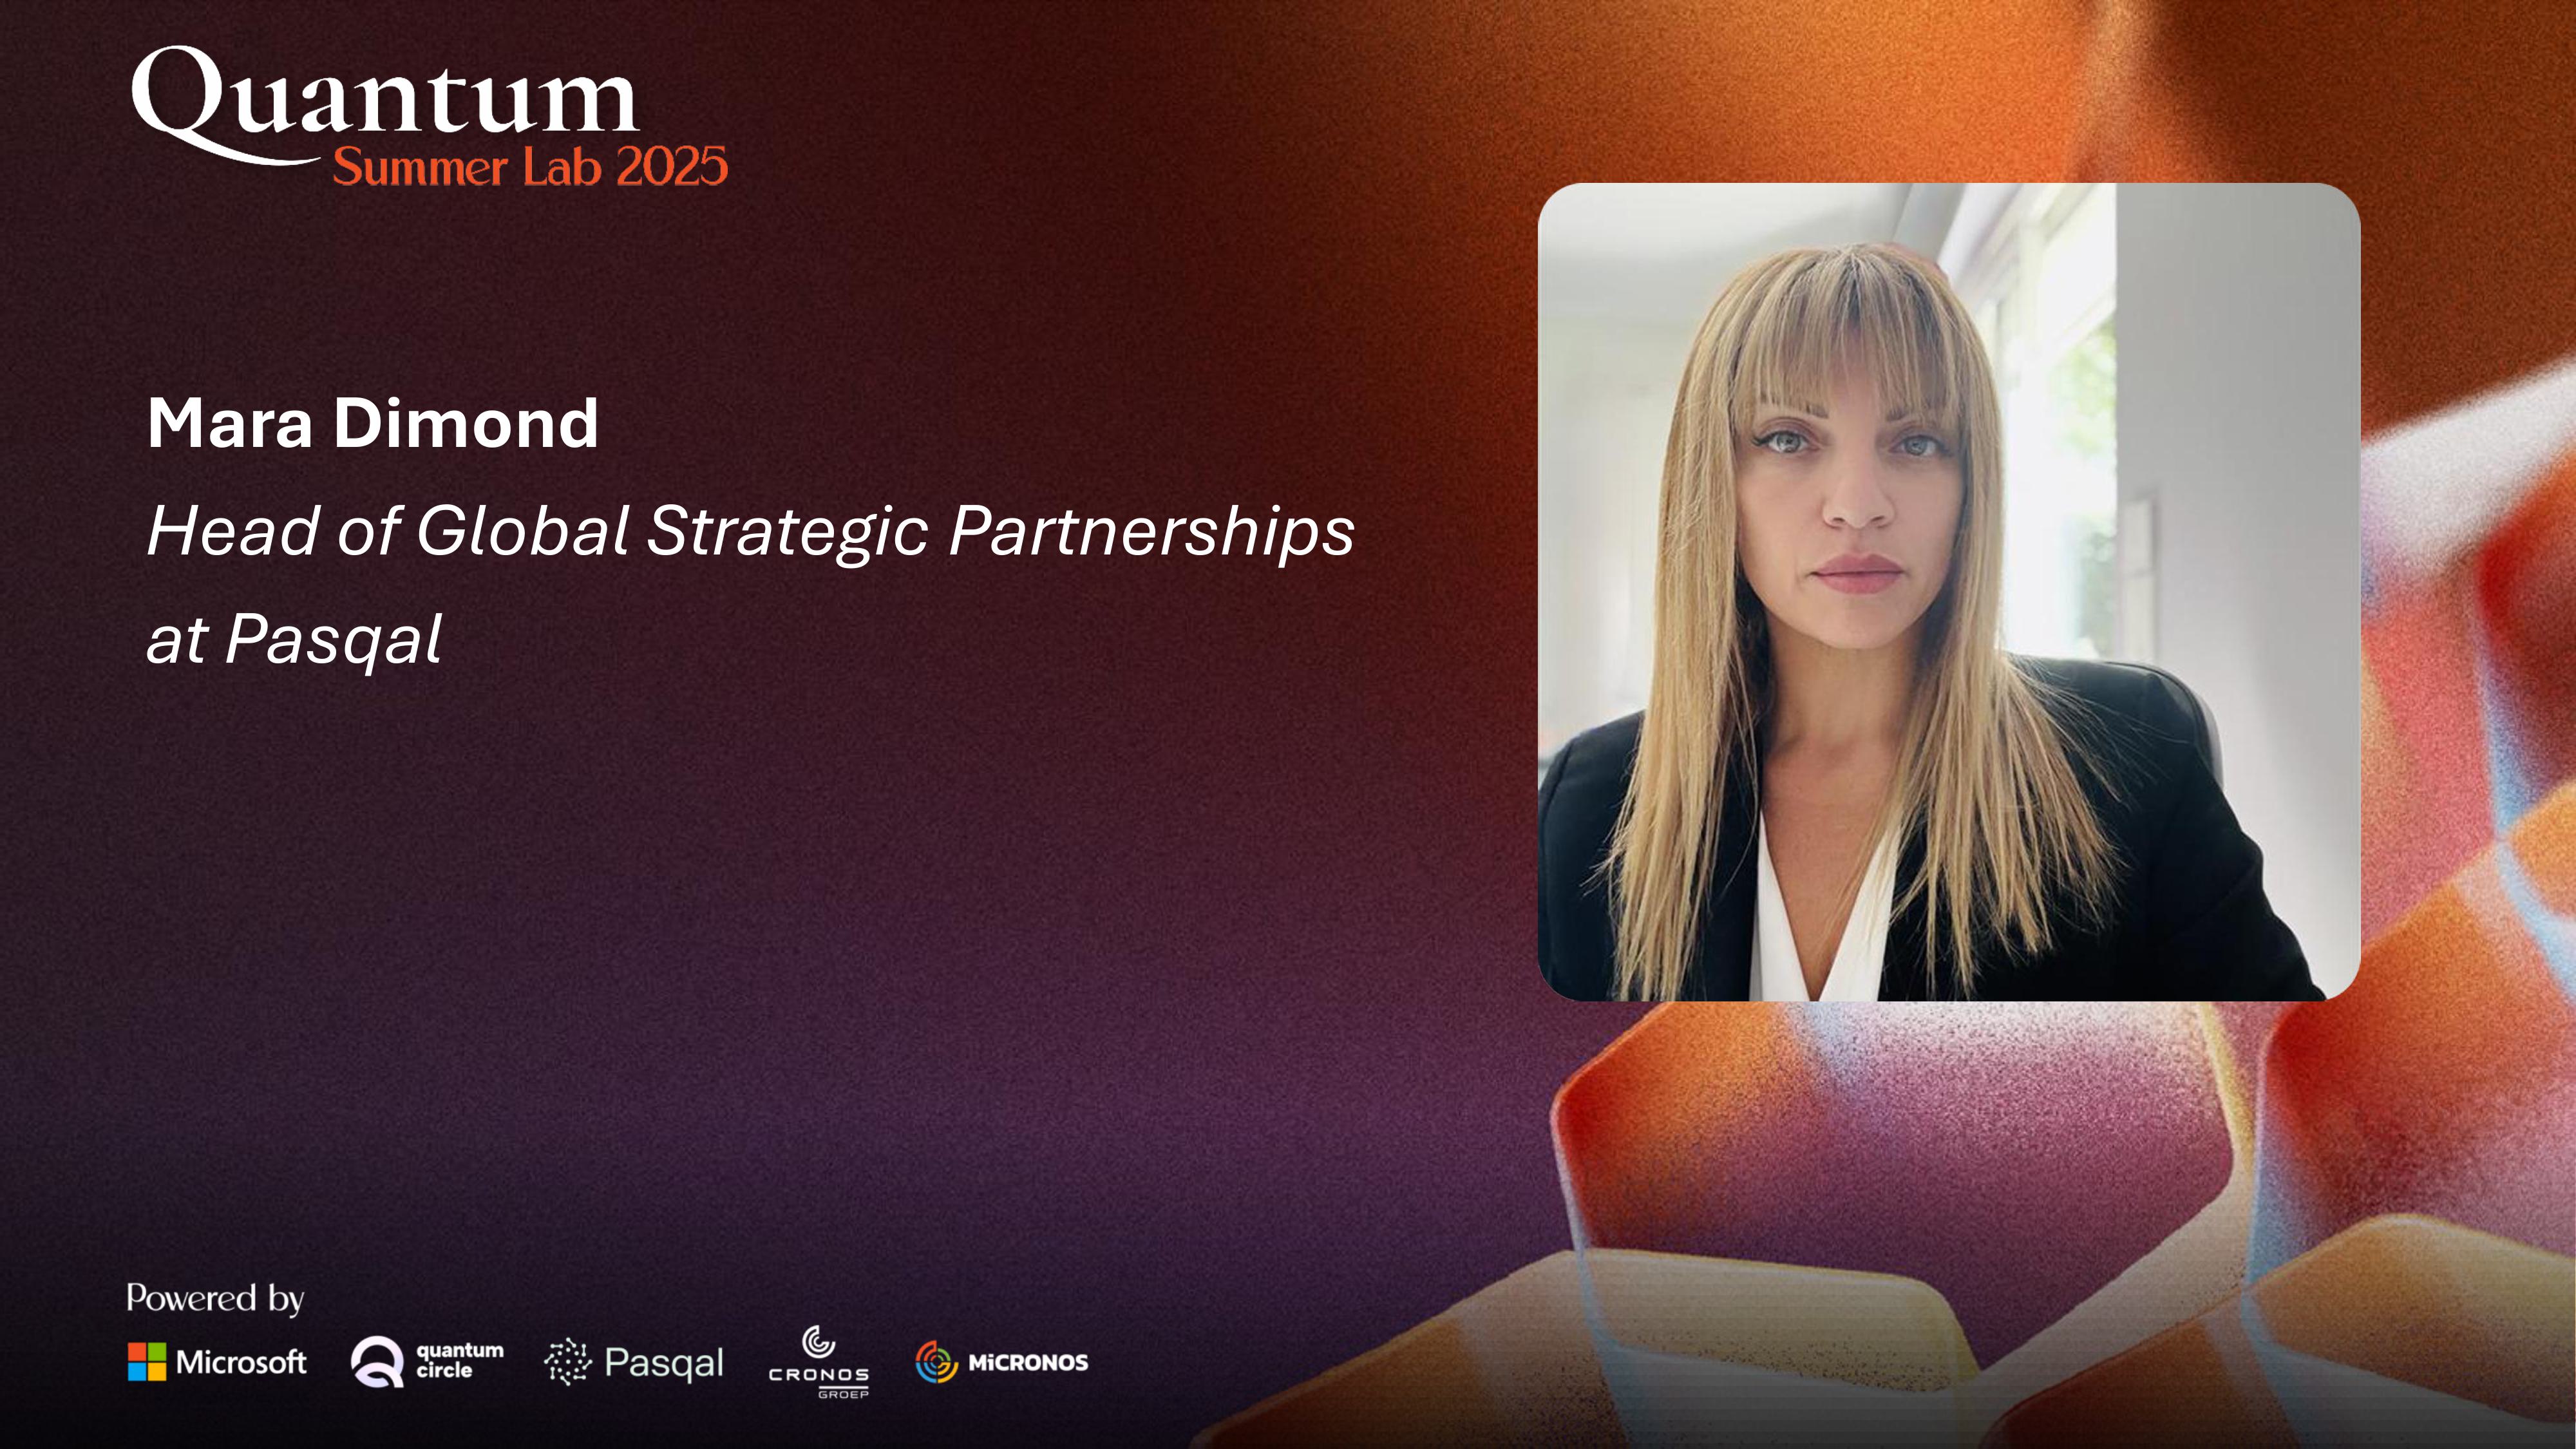 Quantum
Summer Lab 2025
Mara Dimond
Head of Global Strategic Partnerships
at Pasqal
Powered by
Microsoft
quantum
circle
Pasqal
CRONOS
GROEP
MiCRONOS